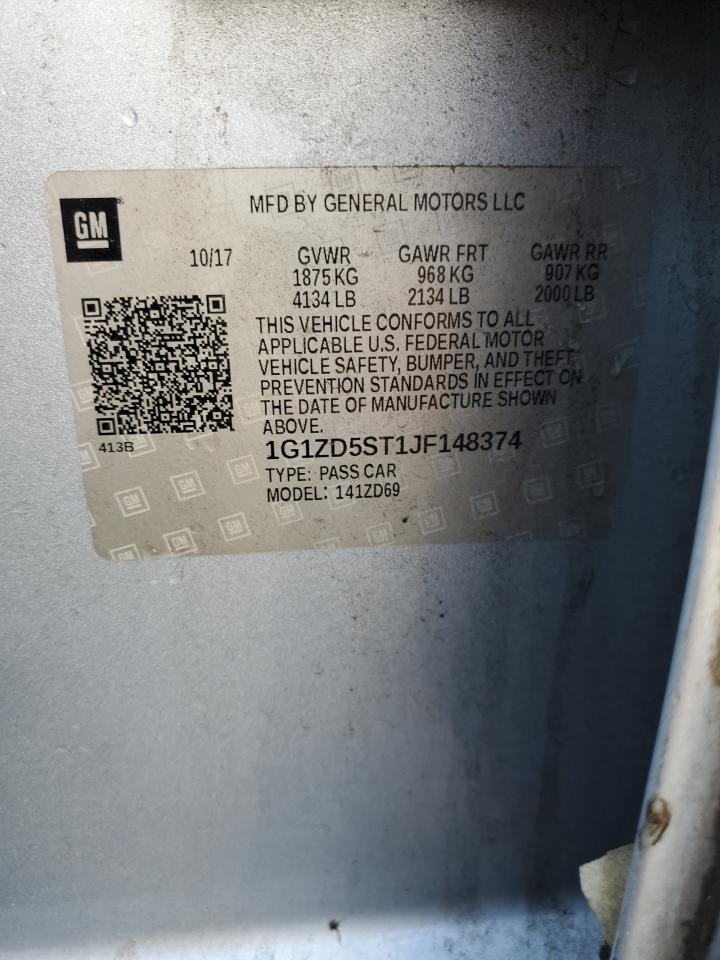 GM
MFD BY GENERAL MOTORS LLC
10/17 GVWR GAWR FRT GAWR RR
1875 KG 968 KG 907 KG
4134 LB 2134 LB 2000 LB
THIS VEHICLE CONFORMS TO ALL
APPLICABLE U.S. FEDERAL MOTOR
VEHICLE SAFETY, BUMPER, AND THEFT
PREVENTION STANDARDS IN EFFECT ON
THE DATE OF MANUFACTURE SHOWN
ABOVE.
413B
1G1ZD5ST1JF148374
TYPE: PASS CAR
MODEL: 141ZD69